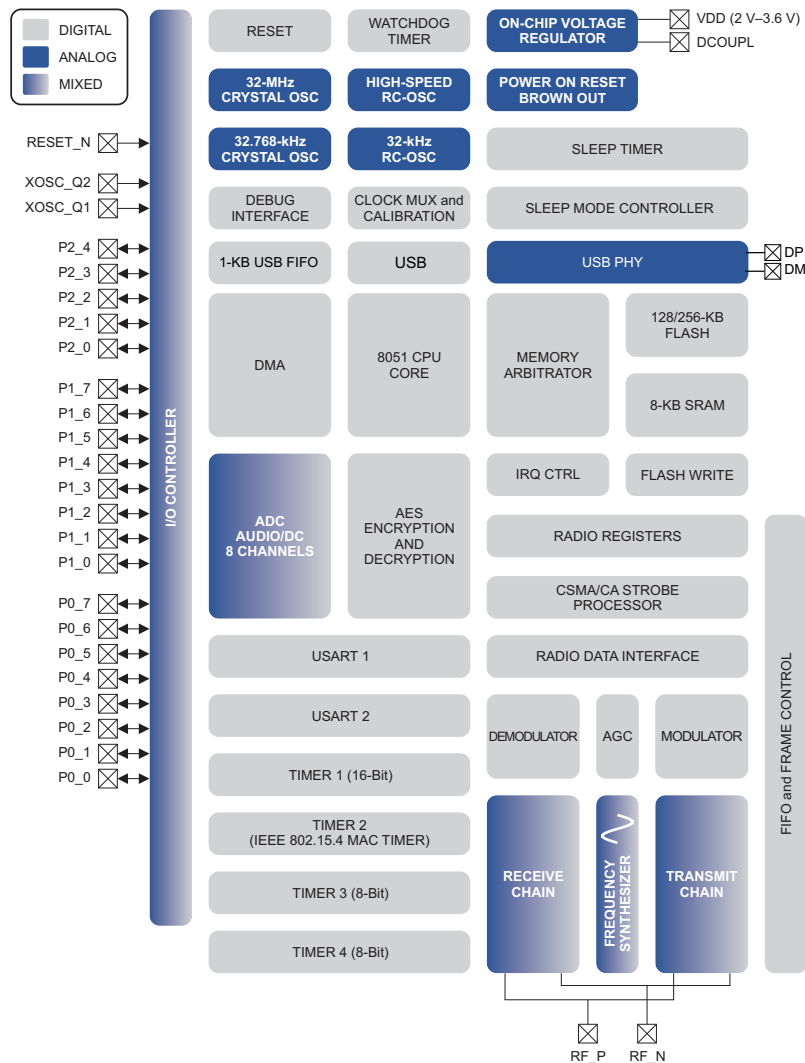 DIGITAL
ANALOG
MIXED
RESET_N
XOSC_Q2
XOSC_Q1
P2_4
P2_3
P2_2
P2_1
P2_0
P1_7
P1_6
P1_5
P1_4
P1_3
P1_2
P1_1
P1_0
P0_7
P0_6
P0_5
P0_4
P0_3
P0_2
P0_1
P0_0
I/O CONTROLLER
RESET
WATCHDOG
TIMER
ON-CHIP VOLTAGE
REGULATOR
VDD (2 V–3.6 V)
DCOUPL
32-MHz
CRYSTAL OSC
HIGH-SPEED
RC-OSC
POWER ON RESET
BROWN OUT
32.768-kHz
CRYSTAL OSC
32-kHz
RC-OSC
SLEEP TIMER
DEBUG
INTERFACE
CLOCK MUX and
CALIBRATION
SLEEP MODE CONTROLLER
1-KB USB FIFO
USB
USB PHY
DP
DM
DMA
8051 CPU
CORE
MEMORY
ARBITRATOR
128/256-KB
FLASH
8-KB SRAM
IRQ CTRL
FLASH WRITE
ADC
AUDIO/DC
8 CHANNELS
AES
ENCRYPTION
AND
DECRYPTION
RADIO REGISTERS
CSMA/CA STROBE
PROCESSOR
RADIO DATA INTERFACE
USART 1
USART 2
TIMER 1 (16-Bit)
TIMER 2
(IEEE 802.15.4 MAC TIMER)
TIMER 3 (8-Bit)
TIMER 4 (8-Bit)
DEMODULATOR
AGC
MODULATOR
RECEIVE
CHAIN
FREQUENCY
SYNTHESIZER
TRANSMIT
CHAIN
FIFO and FRAME CONTROL
RF_P
RF_N